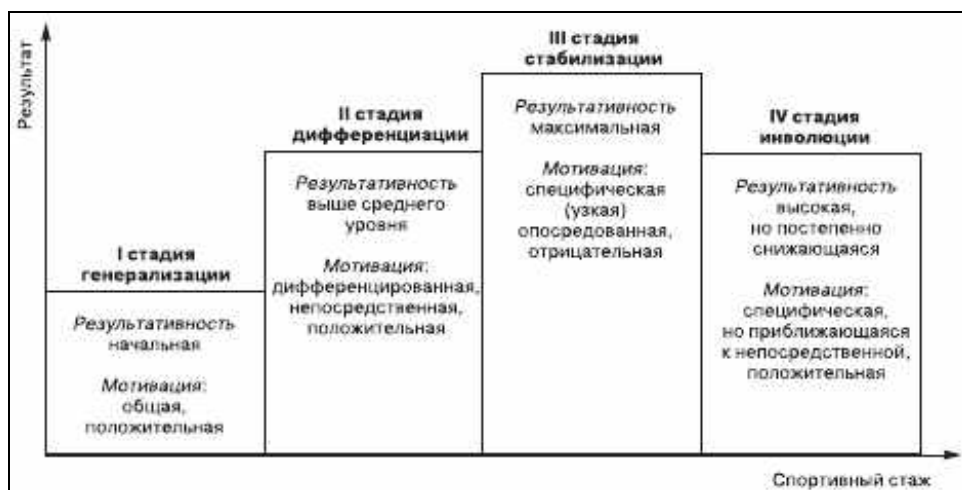 Результат
I стадия
генерализации
Результативность
начальная
Мотивация:
общая,
положительная
II стадия
дифференциации
Результативность
выше среднего
уровня
Мотивация:
дифференцированная,
непосредственная,
положительная
III стадия
стабилизации
Результативность
максимальная
Мотивация:
специфическая
(узкая)
опосредованная,
отрицательная
IV стадия
инволюции
Результативность
высокая,
но постепенно
снижающаяся
Мотивация:
специфическая,
но приближающаяся
к непосредственной,
положительная
Спортивный стаж